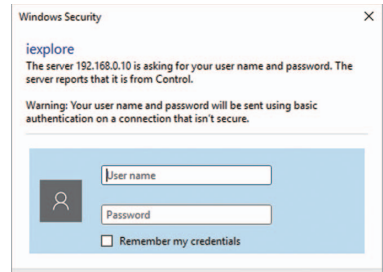 Windows Security
iexplore
The server 192.168.0.10 is asking for your user name and password. The
server reports that it is from Control.
Warning: Your user name and password will be sent using basic
authentication on a connection that isn't secure.
User name
Password
Remember my credentials